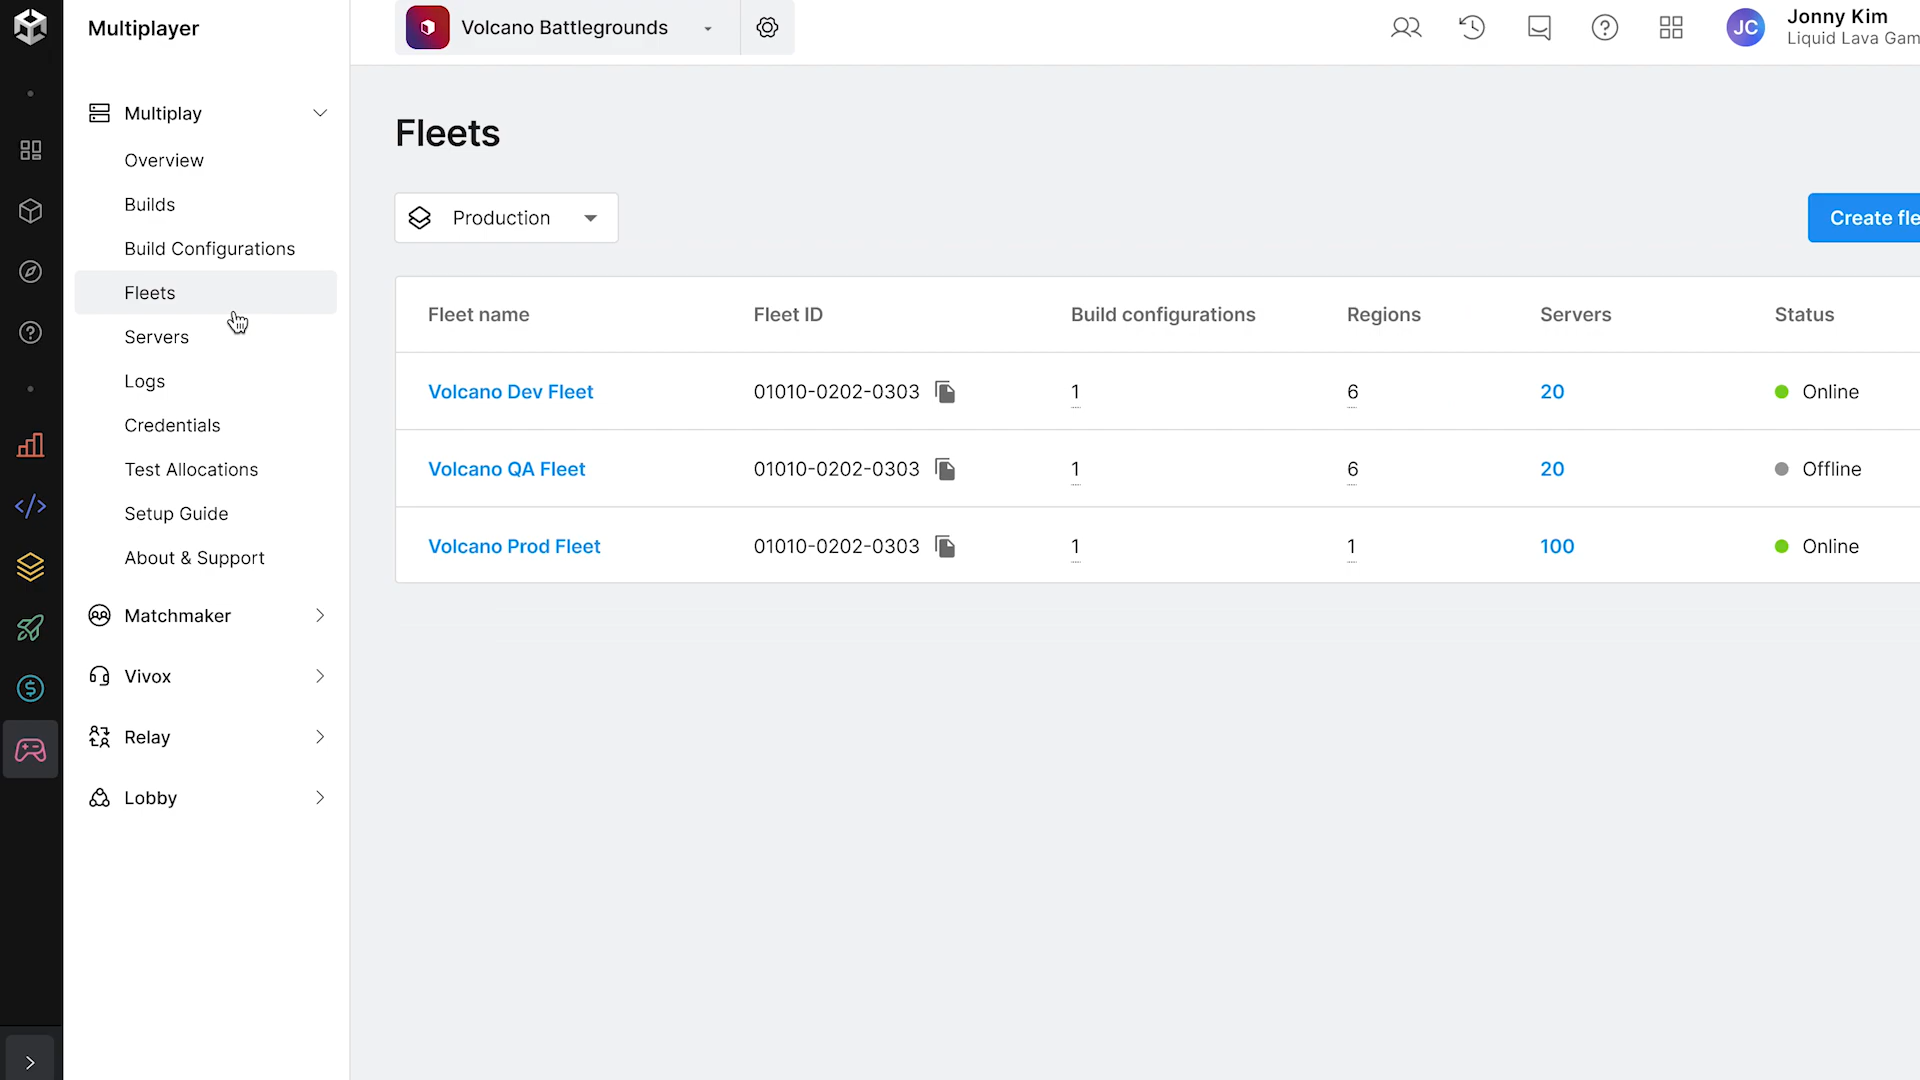 Multiplayer
Volcano Battlegrounds
JC
Jonny Kim
Liquid Lava Gam
Multiplay
Overview
Builds
Build Configurations
Fleets
Servers
Logs
Credentials
Test Allocations
Setup Guide
About & Support
Matchmaker
Vivox
Relay
Lobby
Fleets
Production
Create fle
Fleet name Fleet ID Build configurations Regions Servers Status
Volcano Dev Fleet 01010-0202-0303 1 6 20 Online
Volcano QA Fleet 01010-0202-0303 1 6 20 Offline
Volcano Prod Fleet 01010-0202-0303 1 1 100 Online